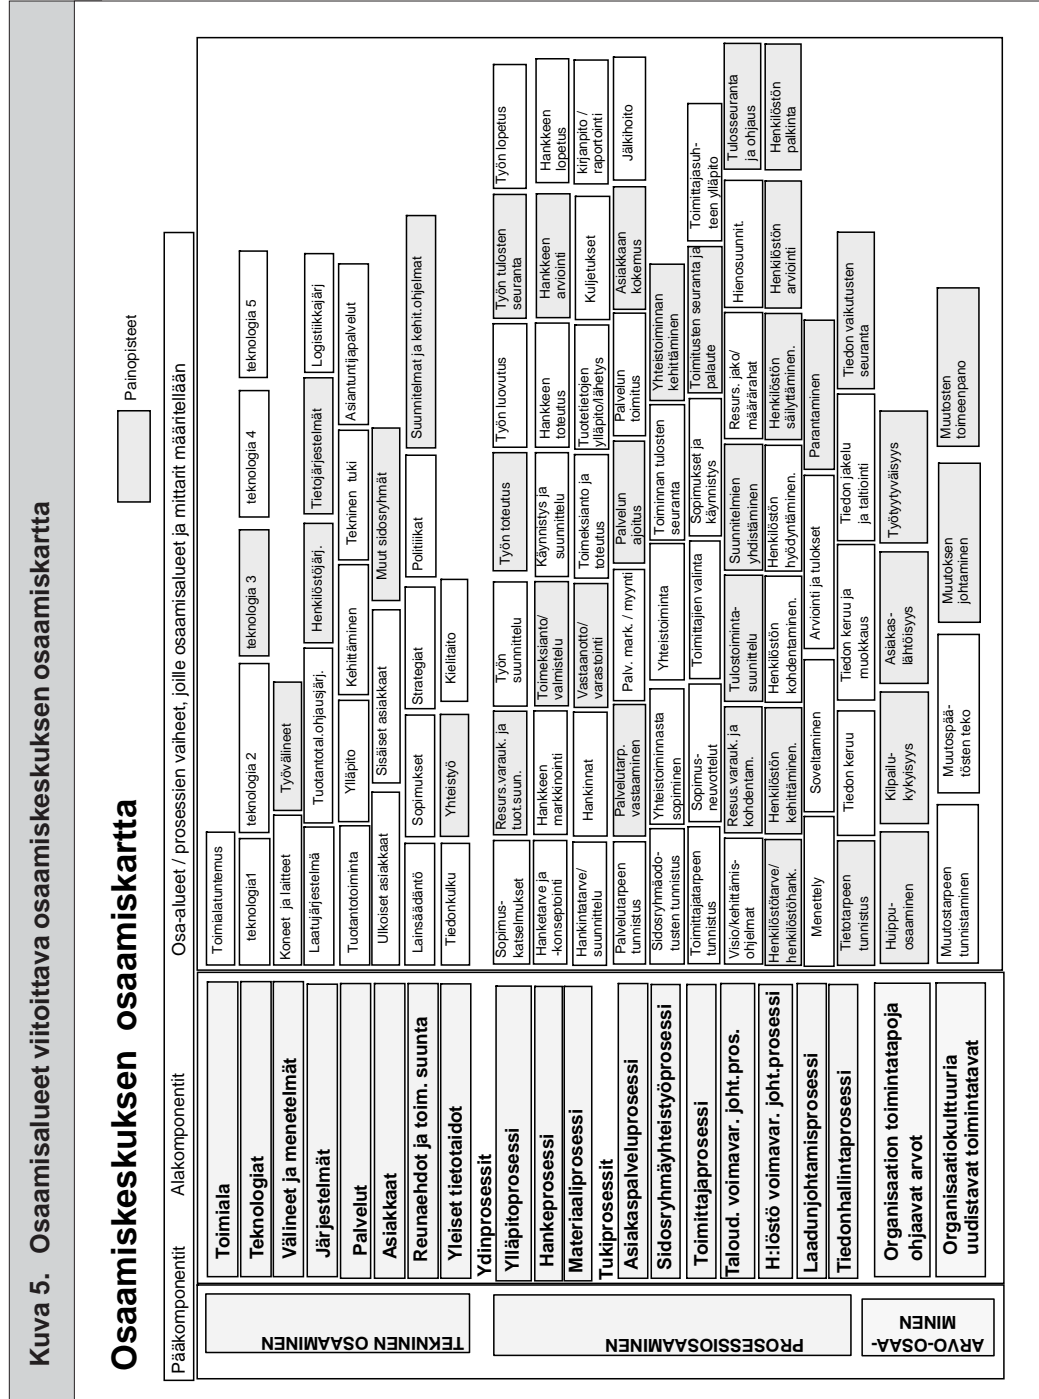 Kuva 5. Osaamisalueet viitoittava osaamiskeskuksen osaamiskartta
Osaamiskeskuksen osaamiskartta
Painopisteet
Pääkomponentit
Alakomponentit
Osa-alueet / prosessien vaiheet, joille osaamisalueet ja mittarit määritellään
TEKNINEN OSAAMINEN
Toimiala
Toimialatuntemus
Teknologiat
teknologia1
teknologia 2
teknologia 3
teknologia 4
teknologia 5
Välineet ja menetelmät
Koneet ja laitteet
Työvälineet
Järjestelmät
Laatujärjestelmä
Tuotantotal.ohjausjärj.
Henkilöstöjärj.
Tietojärjestelmät
Logistiikkajärj
Palvelut
Tuotantotoiminta
Ylläpito
Kehittäminen
Tekninen tuki
Asiantuntijapalvelut
Asiakkaat
Ulkoiset asiakkaat
Sisäiset asiakkaat
Muut sidosryhmät
Reunaehdot ja toim. suunta
Lainsäädäntö
Sopimukset
Strategiat
Politiiikat
Suunnitelmat ja kehit.ohjelmat
Yleiset tietotaidot
Tiedonkulku
Yhteistyö
Kielitaito
PROSESSIOSAAMINEN
Ydinprosessit
Ylläpitoprosessi
Sopimus-
katselmukset
Resurs.varauk. ja
tuot.suun.
Työn
suunnittelu
Työn toteutus
Työn luovutus
Työn tulosten
seuranta
Työn lopetus
Hankeprosessi
Hanketarve ja
-konseptointi
Hankkeen
markkinointi
Toimeksianto/
valmistelu
Käynnistys ja
suunnittelu
Hankkeen
toteutus
Hankkeen
arviointi
Hankkeen
lopetus
Materiaaliprosessi
Hankintatarve/
suunnittelu
Hankinnat
Vastaanotto/
varastointi
Toimeksianto ja
toteutus
Tuotetietojen
ylläpito/lähetys
Kuljetukset
kirjanpito /
raportointi
Tukiprosessit
Asiakaspalveluprosessi
Palvelutarpeen
tunnistus
Palvelutarp.
vastaaminen
Palv. mark. / myynti
Palvelun
ajoitus
Palvelun
toimitus
Asiakkaan
kokemus
Jälkihoito
Sidosryhmäyhteistyöprosessi
Sidosryhmäodo-
tusten tunnistus
Yhteistoiminnasta
sopiminen
Yhteistoiminta
Toiminnan tulosten
seuranta
Yhteistoiminnan
kehittäminen
Toimittajaprosessi
Toimittajatarpeen
tunnistus
Sopimus-
neuvottelut
Toimittajien valinta
Sopimukset ja
käynnistys
Toimitusten seuranta ja
palaute
Toimittajasuh-
teen ylläpito
Taloud. voimavar. joht.pros.
Visio/kehittämis-
ohjelmat
Resus.varauk. ja
kohdentam.
Tulostoiminta-
suunittelu
Suunnitelmien
yhdistäminen
Resurs. jako/
määrärahat
Hienosuunnit.
Tulosseuranta
ja ohjaus
H:löstö voimavar. joht.prosessi
Henkilöstötarve/
henkilöstöhank.
Henkilöstön
kehittäminen.
Henkilöstön
kohdentaminen.
Henkilöstön
hyödyntäminen.
Henkilöstön
säilyttäminen.
Henkilöstön
arviointi
Henkilöstön
palkinta
Laadunjohtamisprosessi
Menettely
Soveltaminen
Arviointi ja tulokset
Parantaminen
Tiedonhallintaprosessi
Tietotarpeen
tunnistus
Tiedon keruu
Tiedon keruu ja
muokkaus
Tiedon jakelu
ja taltiointi
Tiedon vaikutusten
seuranta
ARVO-OSAA-
MINEN
Organisaation toimintatapoja
ohjaavat arvot
Huippu-
osaaminen
Kilpailu-
kykyisyys
Asiakas-
lähtöisyys
Työtyytyväisyys
Organisaatiokulttuuria
uudistavat toimintatavat
Muutostarpeen
tunnistaminen
Muutospää-
tösten teko
Muutoksen
johtaminen
Muutosten
toimeenpano